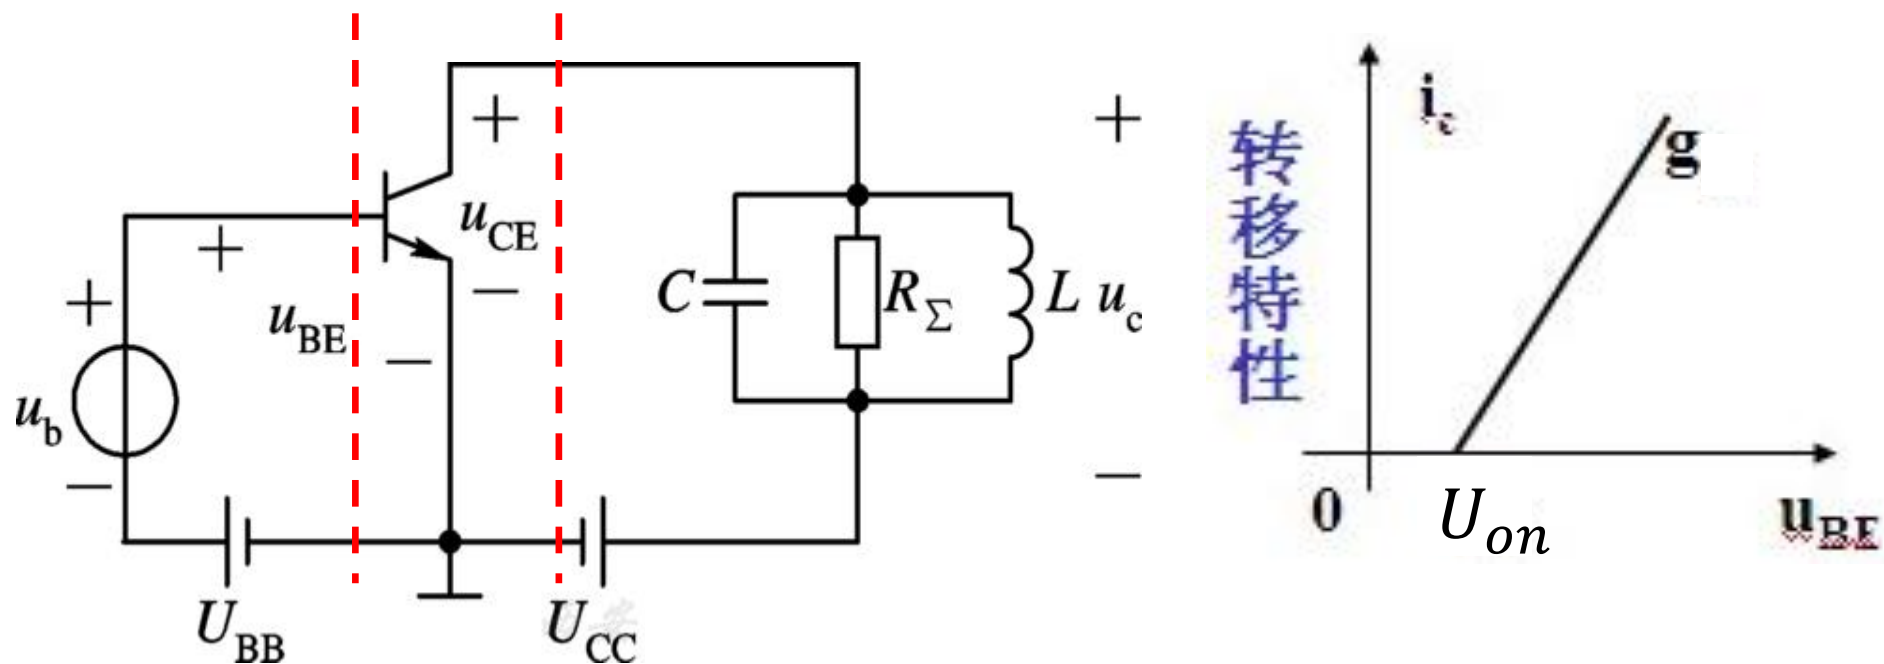 +
+
u_CE
−
+
+
u_BE
−
u_b
−
U_BB
U_CC
C
R_Σ
L
u_c
+
−
转移特性
i_c
g
0
U_on
u_BE